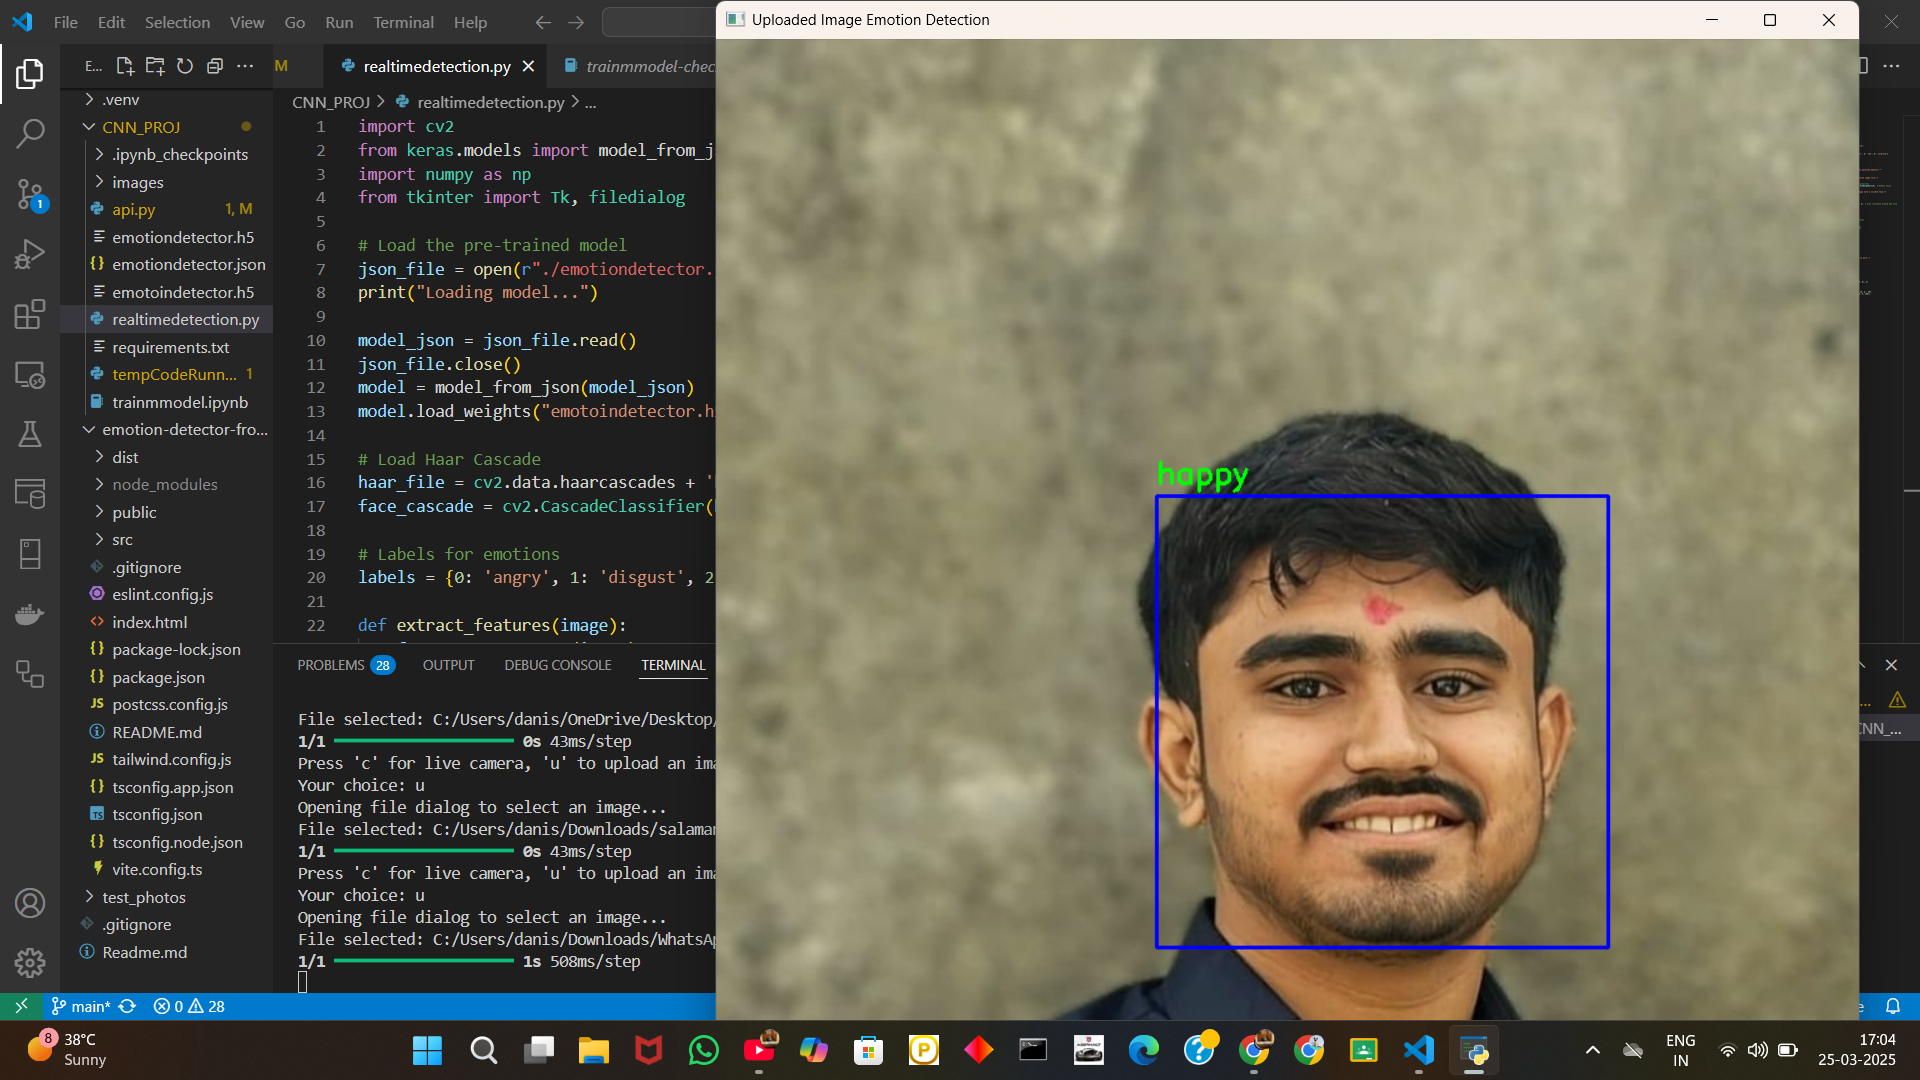 File Edit Selection View Go Run Terminal Help
Uploaded Image Emotion Detection
E...
M
realtimedetection.py
trainmmodel-chec
CNN_PROJ > realtimedetection.py > ...
.venv
CNN_PROJ
.ipynb_checkpoints
images
api.py 1, M
emotiondetector.h5
emotiondetector.json
emotoindetector.h5
realtimedetection.py
requirements.txt
tempCodeRunn... 1
trainmmodel.ipynb
emotion-detector-fro...
dist
node_modules
public
src
.gitignore
eslint.config.js
index.html
package-lock.json
package.json
postcss.config.js
README.md
tailwind.config.js
tsconfig.app.json
tsconfig.json
tsconfig.node.json
vite.config.ts
test_photos
.gitignore
Readme.md
1
1 import cv2
2 from keras.models import model_from_j
3 import numpy as np
4 from tkinter import Tk, filedialog
5
6 # Load the pre-trained model
7 json_file = open(r"./emotiondetector.
8 print("Loading model...")
9
10 model_json = json_file.read()
11 json_file.close()
12 model = model_from_json(model_json)
13 model.load_weights("emotoindetector.h
14
15 # Load Haar Cascade
16 haar_file = cv2.data.haarcascades + '
17 face_cascade = cv2.CascadeClassifier(
18
19 # Labels for emotions
20 labels = {0: 'angry', 1: 'disgust', 2
21
22 def extract_features(image):
PROBLEMS 28 OUTPUT DEBUG CONSOLE TERMINAL
File selected: C:/Users/danis/OneDrive/Desktop/
1/1 0s 43ms/step
Press 'c' for live camera, 'u' to upload an ima
Your choice: u
Opening file dialog to select an image...
File selected: C:/Users/danis/Downloads/salaman
1/1 0s 43ms/step
Press 'c' for live camera, 'u' to upload an ima
Your choice: u
Opening file dialog to select an image...
File selected: C:/Users/danis/Downloads/WhatsAp
1/1 1s 508ms/step
happy
CNN_...
main* 0 28
8
38°C
Sunny
ENG
IN
17:04
25-03-2025